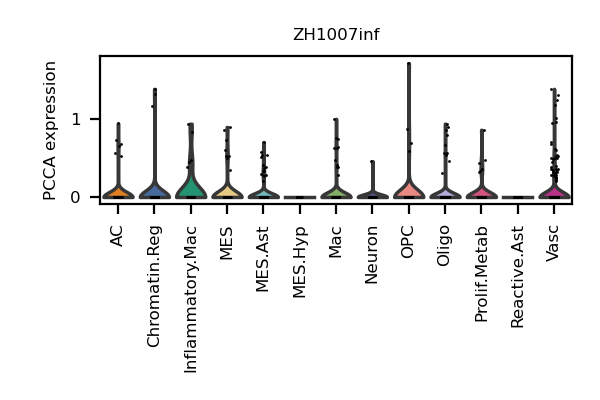 ZH1007inf
PCCA expression
1
0
AC
Chromatin.Reg
Inflammatory.Mac
MES
MES.Ast
MES.Hyp
Mac
Neuron
OPC
Oligo
Prolif.Metab
Reactive.Ast
Vasc